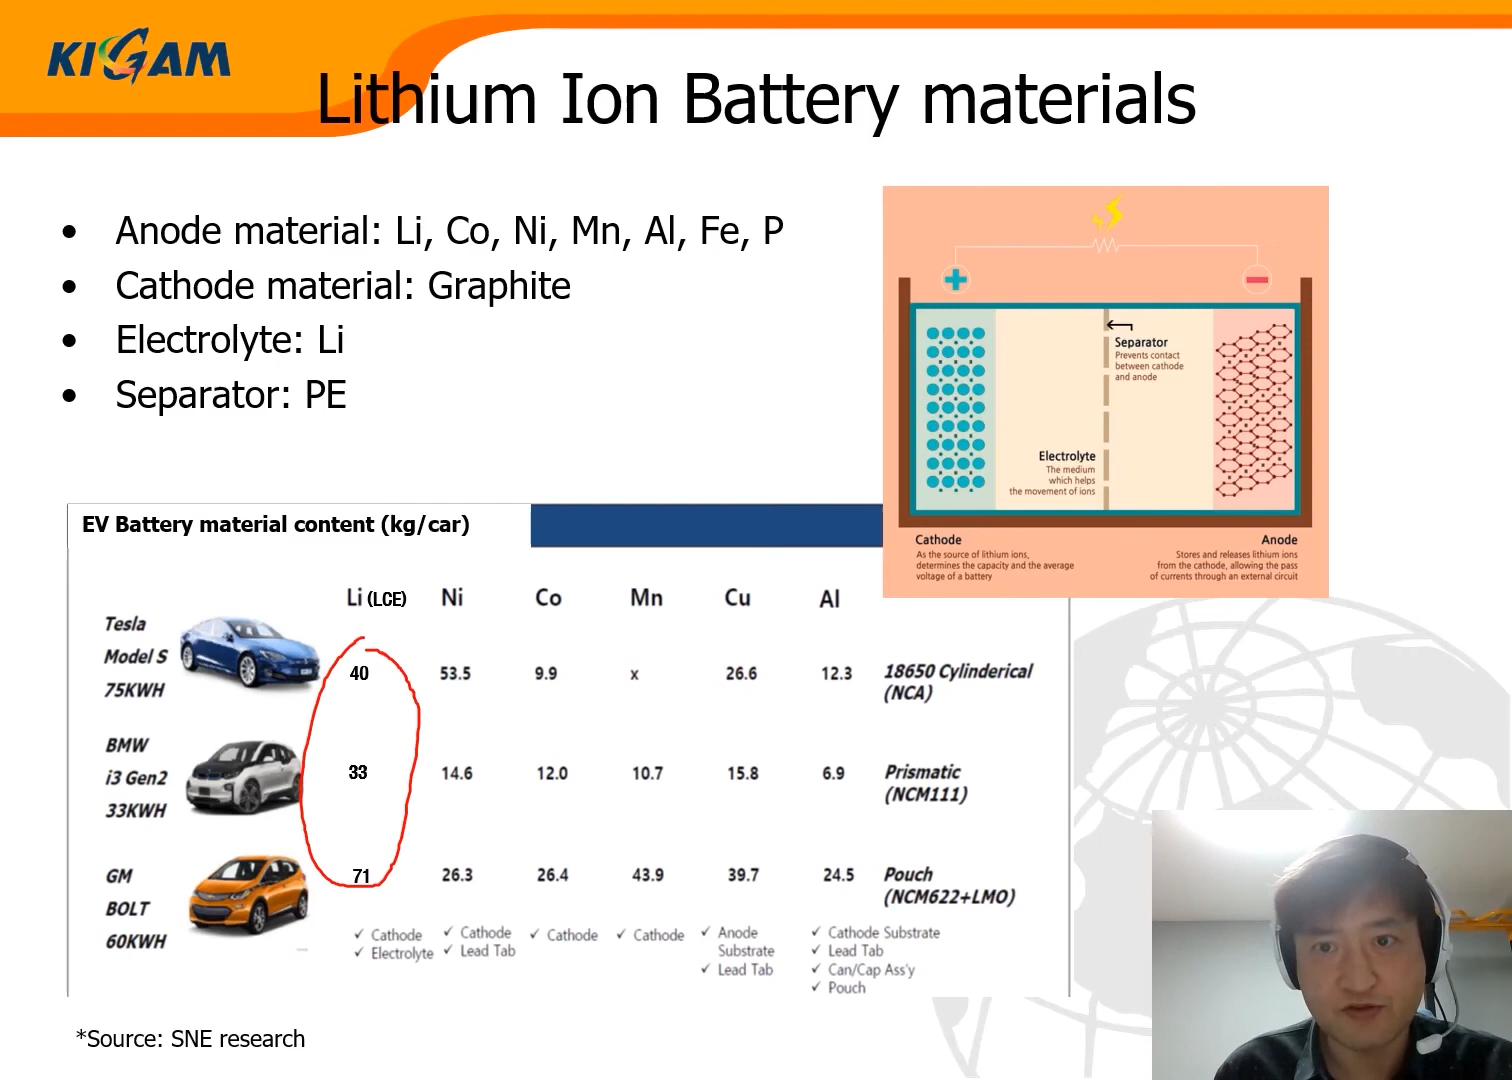 KIGAM
Lithium Ion Battery materials
• Anode material: Li, Co, Ni, Mn, Al, Fe, P
• Cathode material: Graphite
• Electrolyte: Li
• Separator: PE
Separator
Prevents contact
between cathode
and anode
Electrolyte
The medium
which helps
the movement of ions
Cathode
As the source of lithium ions,
determines the capacity and the average
voltage of a battery
Anode
Stores and releases lithium ions
from the cathode, allowing the pass
of currents through an external circuit
EV Battery material content (kg/car)
Li (LCE) Ni Co Mn Cu Al
Tesla
Model S
75KWH
40 53.5 9.9 x 26.6 12.3
18650 Cylinderical
(NCA)
BMW
i3 Gen2
33KWH
33 14.6 12.0 10.7 15.8 6.9
Prismatic
(NCM111)
GM
BOLT
60KWH
71 26.3 26.4 43.9 39.7 24.5
Pouch
(NCM622+LMO)
✓ Cathode
✓ Electrolyte
✓ Cathode
✓ Lead Tab
✓ Cathode
✓ Cathode
✓ Anode
Substrate
✓ Lead Tab
✓ Cathode Substrate
✓ Lead Tab
✓ Can/Cap Ass'y
✓ Pouch
*Source: SNE research